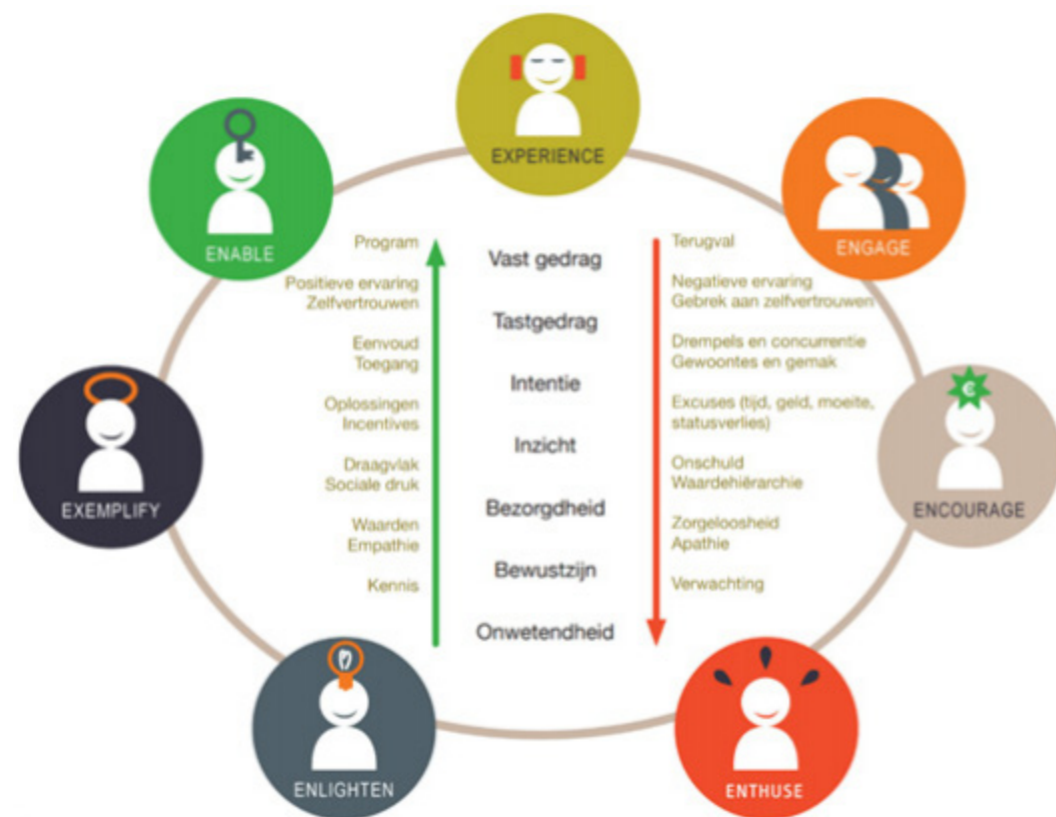 EXPERIENCE
ENABLE
ENGAGE
Program
Positieve ervaring
Zelfvertrouwen
Eenvoud
Toegang
Oplossingen
Incentives
Draagvlak
Sociale druk
Waarden
Empathie
Kennis
Vast gedrag
Tastgedrag
Intentie
Inzicht
Bezorgdheid
Bewustzijn
Onwetendheid
Terugval
Negatieve ervaring
Gebrek aan zelfvertrouwen
Drempels en concurrentie
Gewoontes en gemak
Excuses (tijd, geld, moeite,
statusverlies)
Onschuld
Waardehiërarchie
Zorgeloosheid
Apathie
Verwachting
EXEMPLIFY
€
ENCOURAGE
ENLIGHTEN
ENTHUSE